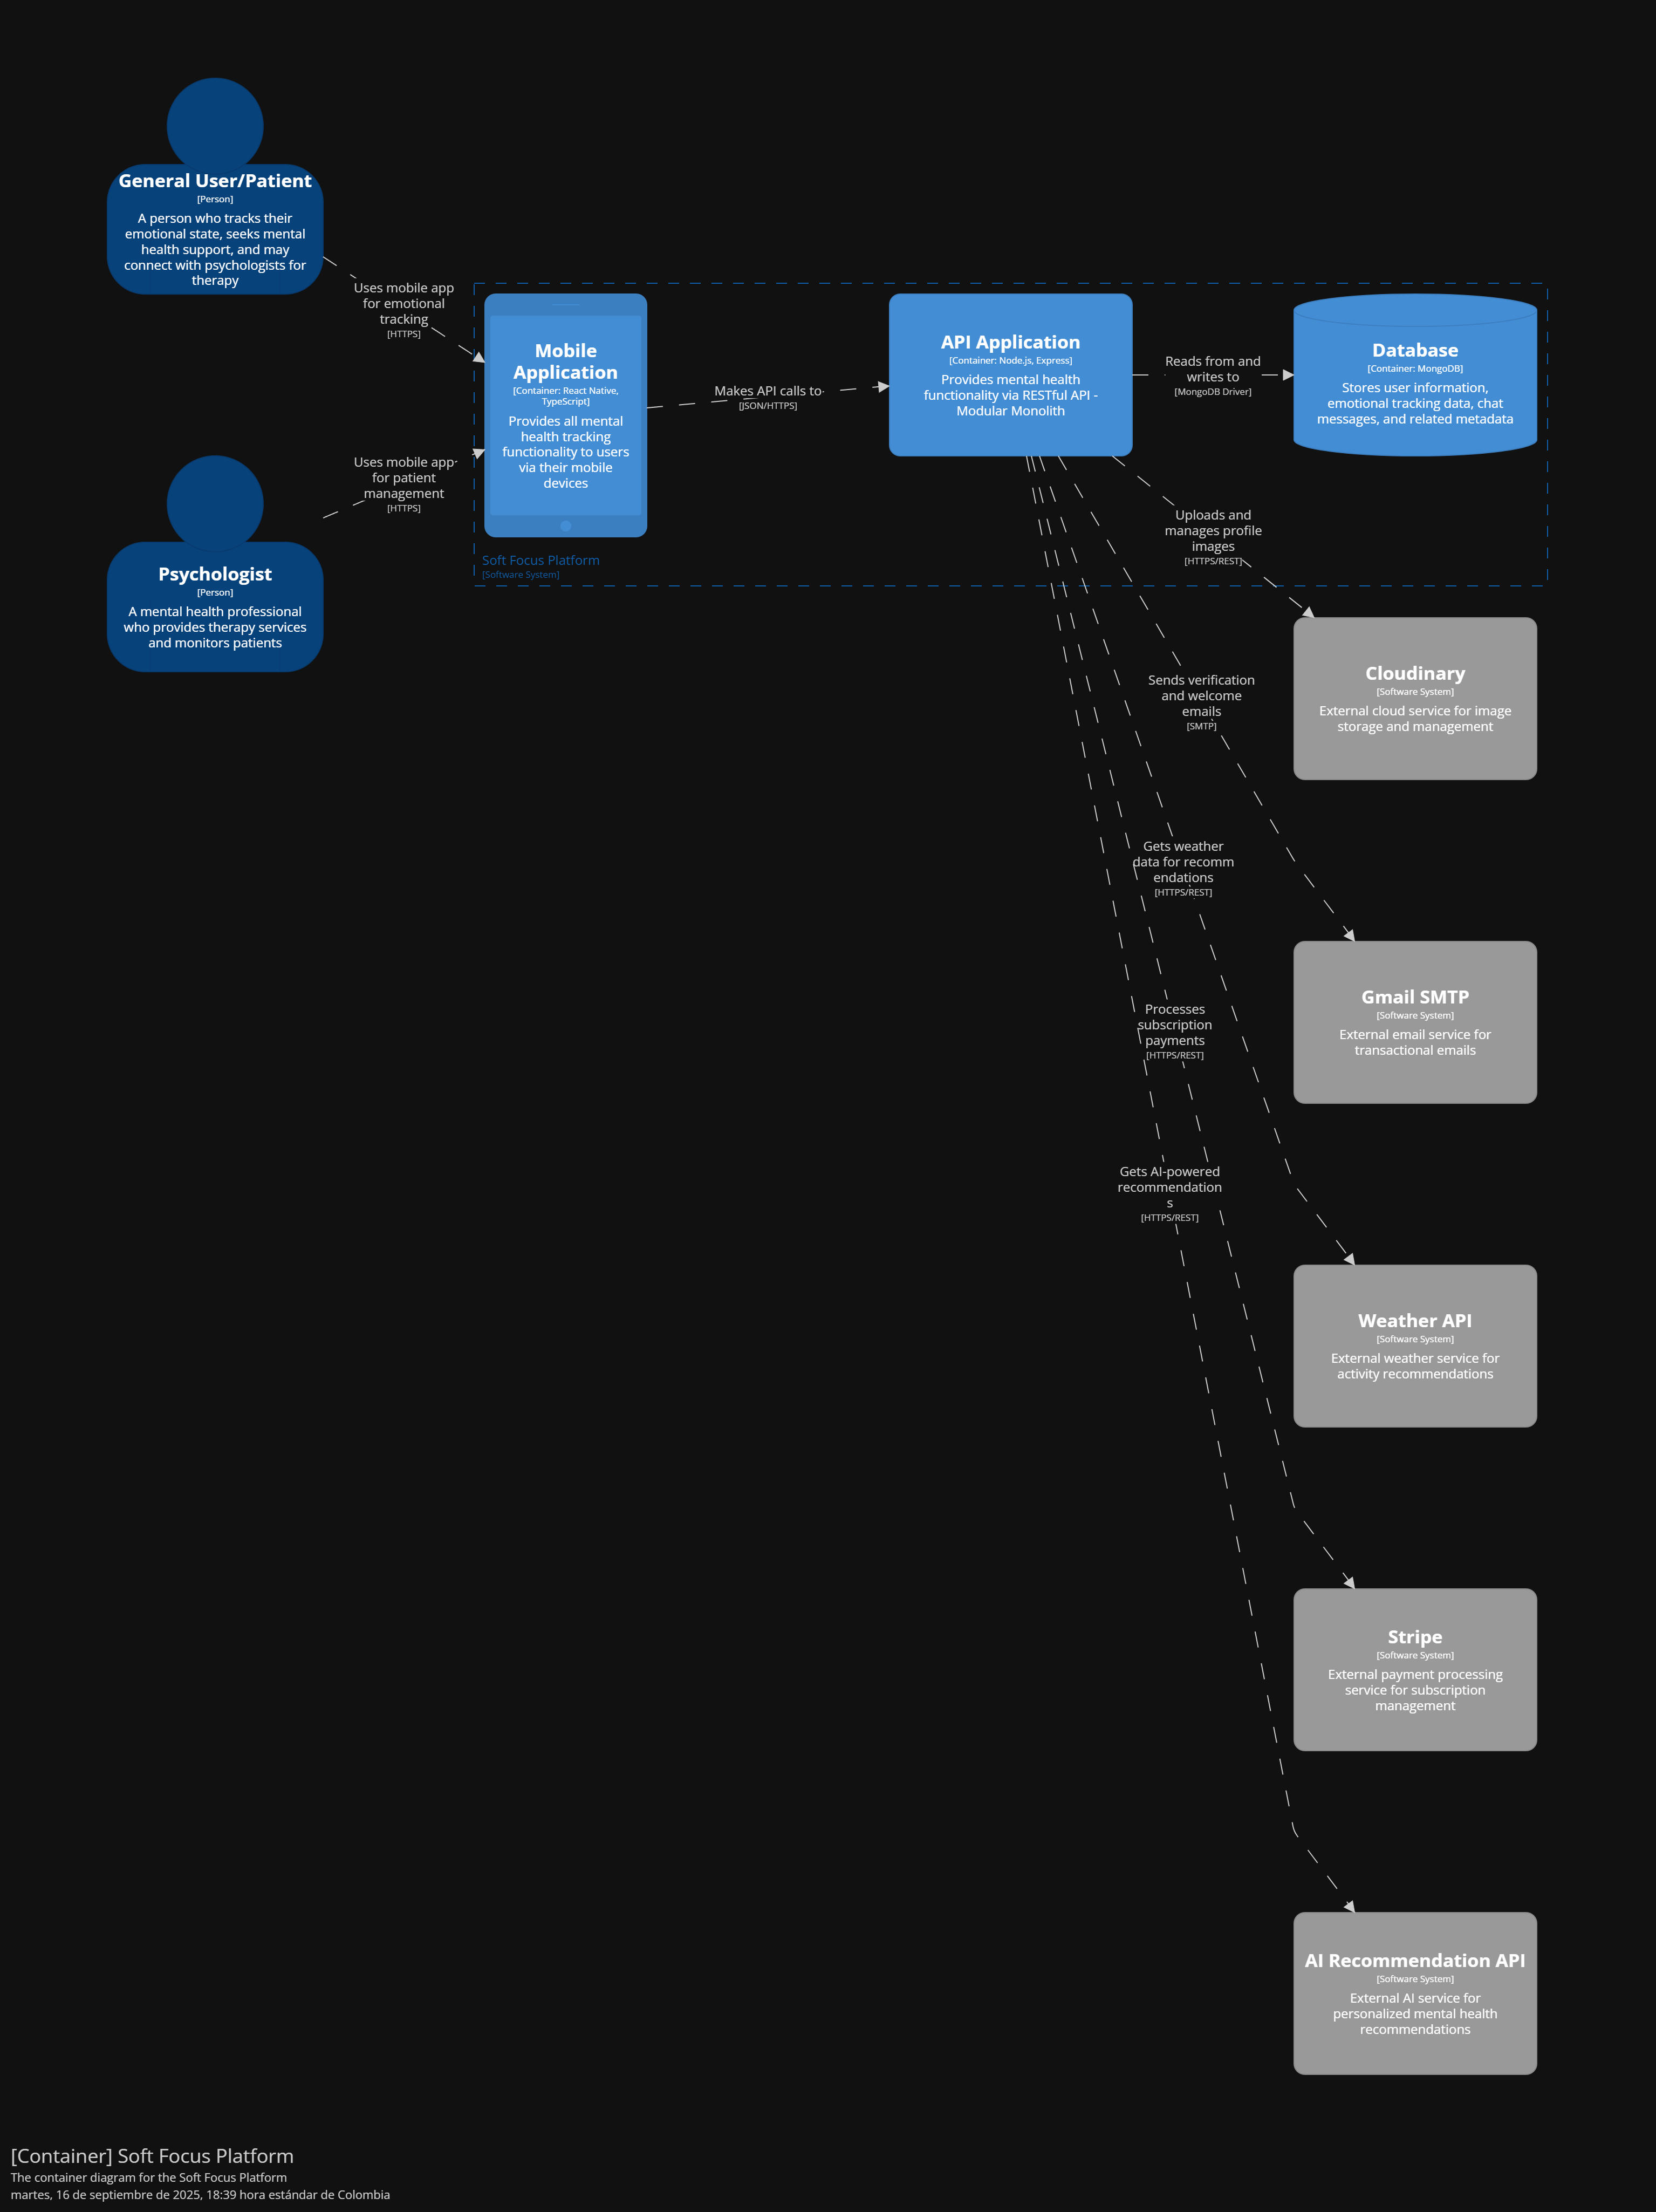 General User/Patient
[Person]
A person who tracks their
emotional state, seeks mental
health support, and may
connect with psychologists for
therapy
Uses mobile app
for emotional
tracking
[HTTPS]
Psychologist
[Person]
A mental health professional
who provides therapy services
and monitors patients
Uses mobile app
for patient
management
[HTTPS]
Mobile
Application
[Container: React Native,
TypeScript]
Provides all mental
health tracking
functionality to users
via their mobile
devices
Soft Focus Platform
[Software System]
Makes API calls to
[JSON/HTTPS]
API Application
[Container: Node.js, Express]
Provides mental health
functionality via RESTful API -
Modular Monolith
Reads from and
writes to
[MongoDB Driver]
Database
[Container: MongoDB]
Stores user information,
emotional tracking data, chat
messages, and related metadata
Uploads and
manages profile
images
[HTTPS/REST]
Cloudinary
[Software System]
External cloud service for image
storage and management
Sends verification
and welcome
emails
[SMTP]
Gmail SMTP
[Software System]
External email service for
transactional emails
Gets weather
data for recomm
endations
[HTTPS/REST]
Weather API
[Software System]
External weather service for
activity recommendations
Processes
subscription
payments
[HTTPS/REST]
Stripe
[Software System]
External payment processing
service for subscription
management
Gets AI-powered
recommendation
s
[HTTPS/REST]
AI Recommendation API
[Software System]
External AI service for
personalized mental health
recommendations
[Container] Soft Focus Platform
The container diagram for the Soft Focus Platform
martes, 16 de septiembre de 2025, 18:39 hora estándar de Colombia